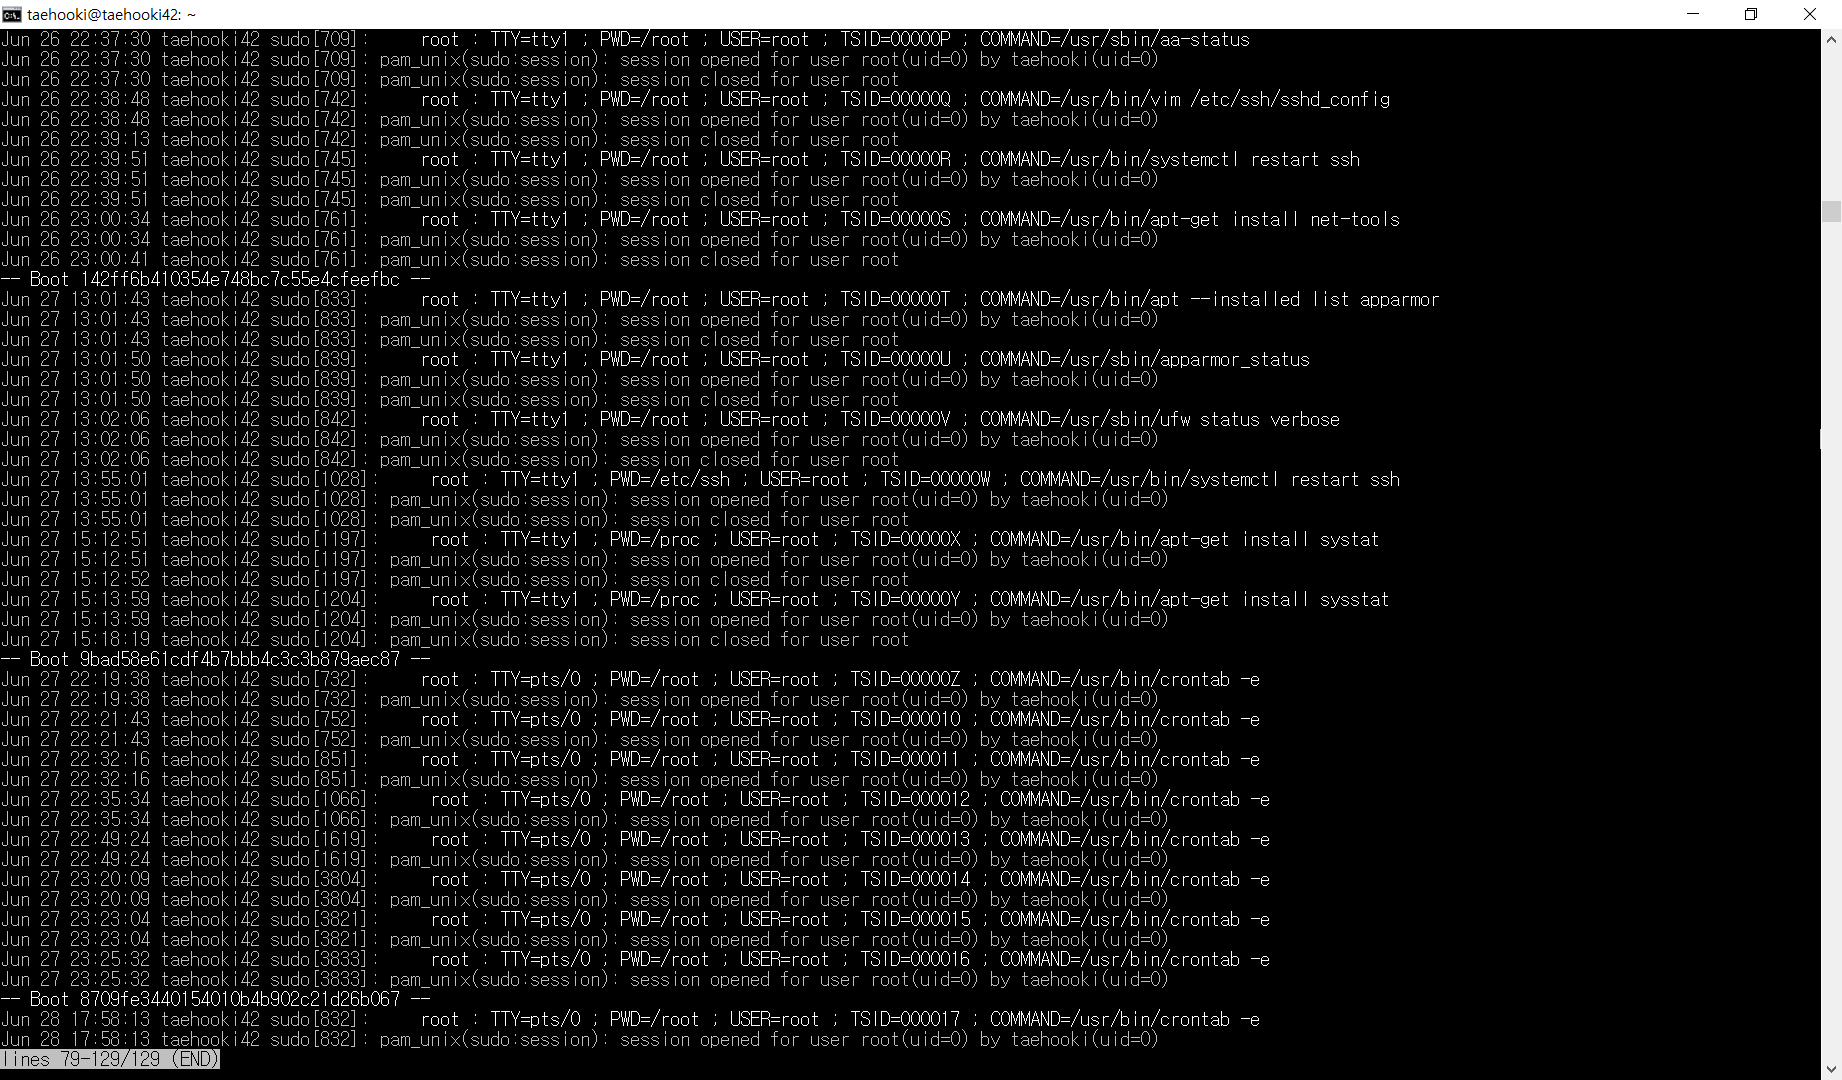 taehooki@taehooki42: ~
Jun 26 22:37:30 taehooki42 sudo[709]:     root : TTY=tty1 ; PWD=/root ; USER=root ; TSID=00000P ; COMMAND=/usr/sbin/aa-status
Jun 26 22:37:30 taehooki42 sudo[709]: pam_unix(sudo:session): session opened for user root(uid=0) by taehooki(uid=0)
Jun 26 22:37:30 taehooki42 sudo[709]: pam_unix(sudo:session): session closed for user root
Jun 26 22:38:48 taehooki42 sudo[742]:     root : TTY=tty1 ; PWD=/root ; USER=root ; TSID=00000Q ; COMMAND=/usr/bin/vim /etc/ssh/sshd_config
Jun 26 22:38:48 taehooki42 sudo[742]: pam_unix(sudo:session): session opened for user root(uid=0) by taehooki(uid=0)
Jun 26 22:39:13 taehooki42 sudo[742]: pam_unix(sudo:session): session closed for user root
Jun 26 22:39:51 taehooki42 sudo[745]:     root : TTY=tty1 ; PWD=/root ; USER=root ; TSID=00000R ; COMMAND=/usr/bin/systemctl restart ssh
Jun 26 22:39:51 taehooki42 sudo[745]: pam_unix(sudo:session): session opened for user root(uid=0) by taehooki(uid=0)
Jun 26 22:39:51 taehooki42 sudo[745]: pam_unix(sudo:session): session closed for user root
Jun 26 23:00:34 taehooki42 sudo[761]:     root : TTY=tty1 ; PWD=/root ; USER=root ; TSID=00000S ; COMMAND=/usr/bin/apt-get install net-tools
Jun 26 23:00:34 taehooki42 sudo[761]: pam_unix(sudo:session): session opened for user root(uid=0) by taehooki(uid=0)
Jun 26 23:00:41 taehooki42 sudo[761]: pam_unix(sudo:session): session closed for user root
-- Boot 142ff6b410354e748bc7c55e4cfeefbc --
Jun 27 13:01:43 taehooki42 sudo[833]:     root : TTY=tty1 ; PWD=/root ; USER=root ; TSID=00000T ; COMMAND=/usr/bin/apt --installed list apparmor
Jun 27 13:01:43 taehooki42 sudo[833]: pam_unix(sudo:session): session opened for user root(uid=0) by taehooki(uid=0)
Jun 27 13:01:43 taehooki42 sudo[833]: pam_unix(sudo:session): session closed for user root
Jun 27 13:01:50 taehooki42 sudo[839]:     root : TTY=tty1 ; PWD=/root ; USER=root ; TSID=00000U ; COMMAND=/usr/sbin/apparmor_status
Jun 27 13:01:50 taehooki42 sudo[839]: pam_unix(sudo:session): session opened for user root(uid=0) by taehooki(uid=0)
Jun 27 13:01:50 taehooki42 sudo[839]: pam_unix(sudo:session): session closed for user root
Jun 27 13:02:06 taehooki42 sudo[842]:     root : TTY=tty1 ; PWD=/root ; USER=root ; TSID=00000V ; COMMAND=/usr/sbin/ufw status verbose
Jun 27 13:02:06 taehooki42 sudo[842]: pam_unix(sudo:session): session opened for user root(uid=0) by taehooki(uid=0)
Jun 27 13:02:06 taehooki42 sudo[842]: pam_unix(sudo:session): session closed for user root
Jun 27 13:55:01 taehooki42 sudo[1028]:     root : TTY=tty1 ; PWD=/etc/ssh ; USER=root ; TSID=00000W ; COMMAND=/usr/bin/systemctl restart ssh
Jun 27 13:55:01 taehooki42 sudo[1028]: pam_unix(sudo:session): session opened for user root(uid=0) by taehooki(uid=0)
Jun 27 13:55:01 taehooki42 sudo[1028]: pam_unix(sudo:session): session closed for user root
Jun 27 15:12:51 taehooki42 sudo[1197]:     root : TTY=tty1 ; PWD=/proc ; USER=root ; TSID=00000X ; COMMAND=/usr/bin/apt-get install systat
Jun 27 15:12:51 taehooki42 sudo[1197]: pam_unix(sudo:session): session opened for user root(uid=0) by taehooki(uid=0)
Jun 27 15:12:52 taehooki42 sudo[1197]: pam_unix(sudo:session): session closed for user root
Jun 27 15:13:59 taehooki42 sudo[1204]:     root : TTY=tty1 ; PWD=/proc ; USER=root ; TSID=00000Y ; COMMAND=/usr/bin/apt-get install sysstat
Jun 27 15:13:59 taehooki42 sudo[1204]: pam_unix(sudo:session): session opened for user root(uid=0) by taehooki(uid=0)
Jun 27 15:18:19 taehooki42 sudo[1204]: pam_unix(sudo:session): session closed for user root
-- Boot 9bad58e61cdf4b7bbb4c3c3b879aec87 --
Jun 27 22:19:38 taehooki42 sudo[732]:     root : TTY=pts/0 ; PWD=/root ; USER=root ; TSID=00000Z ; COMMAND=/usr/bin/crontab -e
Jun 27 22:19:38 taehooki42 sudo[732]: pam_unix(sudo:session): session opened for user root(uid=0) by taehooki(uid=0)
Jun 27 22:21:43 taehooki42 sudo[752]:     root : TTY=pts/0 ; PWD=/root ; USER=root ; TSID=000010 ; COMMAND=/usr/bin/crontab -e
Jun 27 22:21:43 taehooki42 sudo[752]: pam_unix(sudo:session): session opened for user root(uid=0) by taehooki(uid=0)
Jun 27 22:32:16 taehooki42 sudo[851]:     root : TTY=pts/0 ; PWD=/root ; USER=root ; TSID=000011 ; COMMAND=/usr/bin/crontab -e
Jun 27 22:32:16 taehooki42 sudo[851]: pam_unix(sudo:session): session opened for user root(uid=0) by taehooki(uid=0)
Jun 27 22:35:34 taehooki42 sudo[1066]:     root : TTY=pts/0 ; PWD=/root ; USER=root ; TSID=000012 ; COMMAND=/usr/bin/crontab -e
Jun 27 22:35:34 taehooki42 sudo[1066]: pam_unix(sudo:session): session opened for user root(uid=0) by taehooki(uid=0)
Jun 27 22:49:24 taehooki42 sudo[1619]:     root : TTY=pts/0 ; PWD=/root ; USER=root ; TSID=000013 ; COMMAND=/usr/bin/crontab -e
Jun 27 22:49:24 taehooki42 sudo[1619]: pam_unix(sudo:session): session opened for user root(uid=0) by taehooki(uid=0)
Jun 27 23:20:09 taehooki42 sudo[3804]:     root : TTY=pts/0 ; PWD=/root ; USER=root ; TSID=000014 ; COMMAND=/usr/bin/crontab -e
Jun 27 23:20:09 taehooki42 sudo[3804]: pam_unix(sudo:session): session opened for user root(uid=0) by taehooki(uid=0)
Jun 27 23:23:04 taehooki42 sudo[3821]:     root : TTY=pts/0 ; PWD=/root ; USER=root ; TSID=000015 ; COMMAND=/usr/bin/crontab -e
Jun 27 23:23:04 taehooki42 sudo[3821]: pam_unix(sudo:session): session opened for user root(uid=0) by taehooki(uid=0)
Jun 27 23:25:32 taehooki42 sudo[3833]:     root : TTY=pts/0 ; PWD=/root ; USER=root ; TSID=000016 ; COMMAND=/usr/bin/crontab -e
Jun 27 23:25:32 taehooki42 sudo[3833]: pam_unix(sudo:session): session opened for user root(uid=0) by taehooki(uid=0)
-- Boot 8709fe3440154010b4b902c21d26b067 --
Jun 28 17:58:13 taehooki42 sudo[832]:     root : TTY=pts/0 ; PWD=/root ; USER=root ; TSID=000017 ; COMMAND=/usr/bin/crontab -e
Jun 28 17:58:13 taehooki42 sudo[832]: pam_unix(sudo:session): session opened for user root(uid=0) by taehooki(uid=0)
lines 79-129/129 (END)